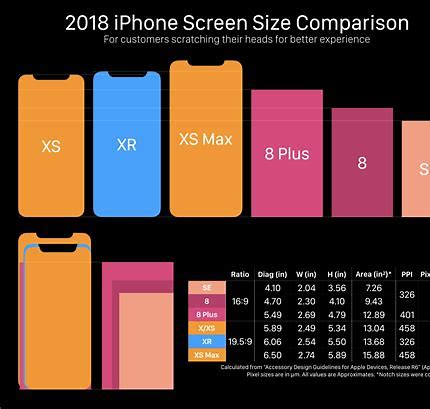 2018 iPhone Screen Size Comparison
For customers scratching their heads for better experience
XS XR XS Max 8 Plus 8 S
Ratio Diag (in) W (in) H (in) Area (in²)* PPI Pix
SE 4.10 2.04 3.56 7.26
8 16:9 4.70 2.30 4.10 9.43 326
8 Plus 5.49 2.69 4.79 12.89 401
X/XS 5.89 2.49 5.34 13.04 458
XR 19.5:9 6.06 2.54 5.50 13.68 326
XS Max 6.50 2.74 5.89 15.88 458
Calculated from "Accessory Design Guidelines for Apple Devices, Release R6" (Ap
Pixel sizes are in μm. All values are Approximates. *Notch sizes were co